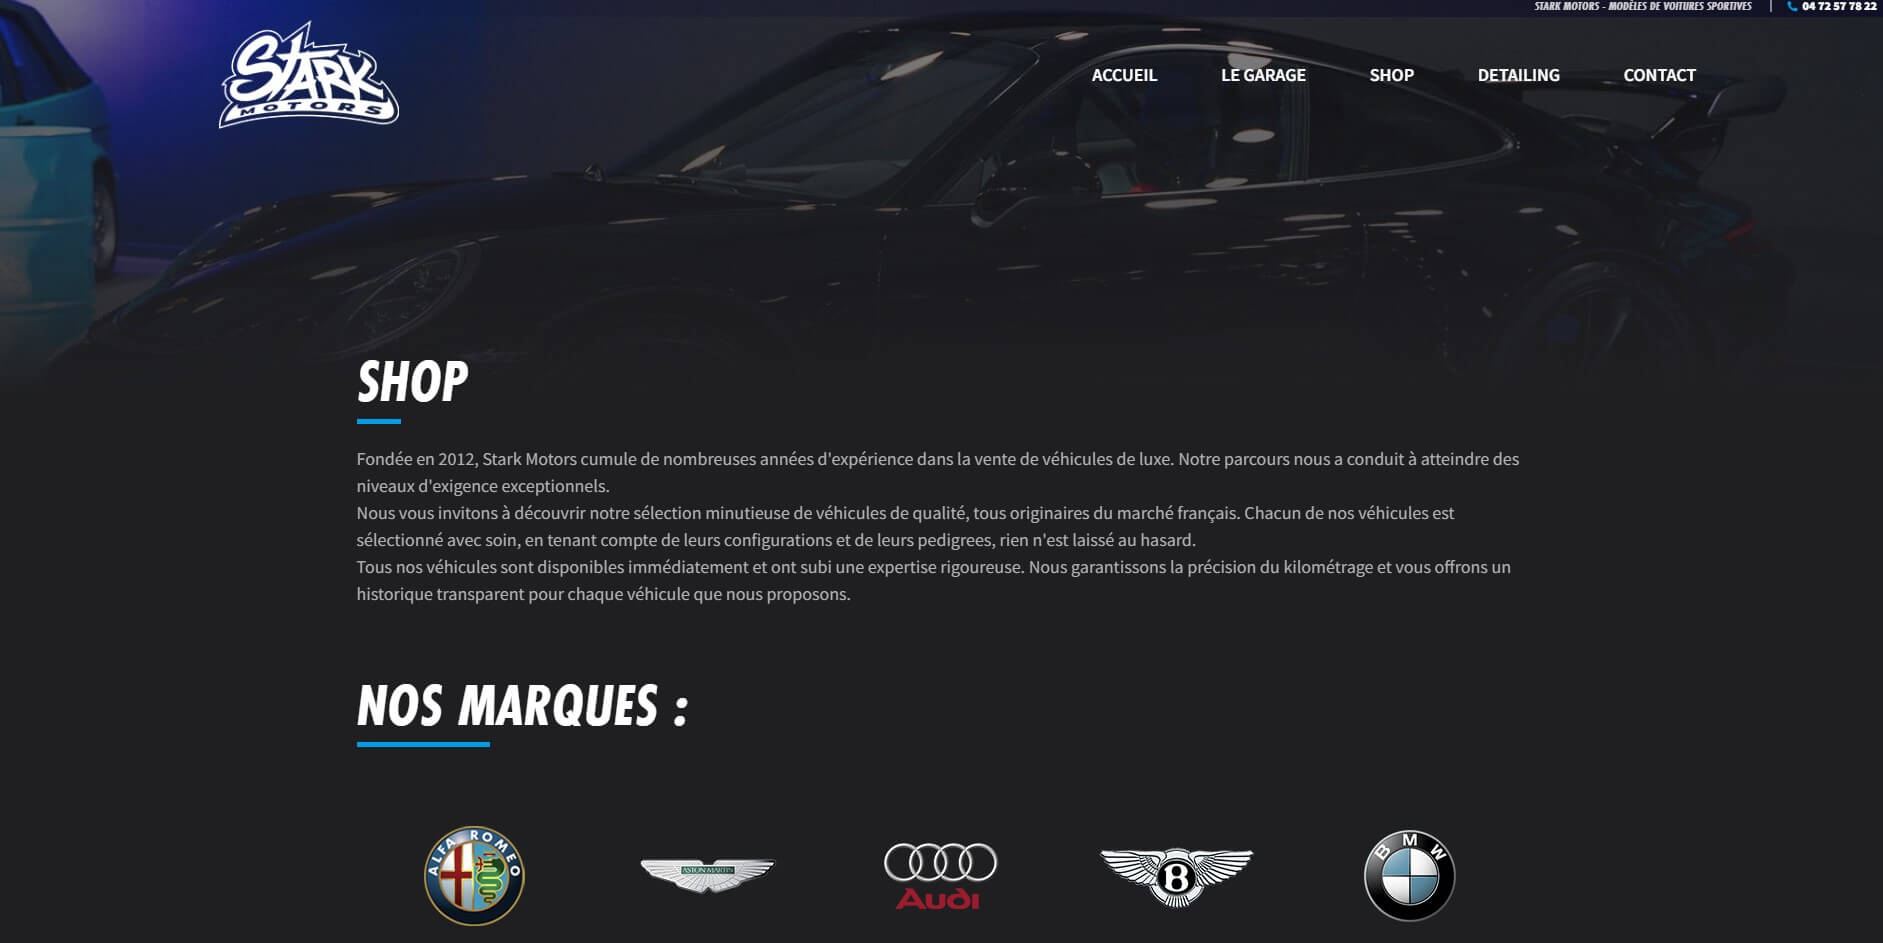 STARK MOTORS - MODÈLES DE VOITURES SPORTIVES | 04 72 57 78 22
STARK
MOTORS
ACCUEIL LE GARAGE SHOP DETAILING CONTACT
SHOP
Fondée en 2012, Stark Motors cumule de nombreuses années d'expérience dans la vente de véhicules de luxe. Notre parcours nous a conduit à atteindre des
niveaux d'exigence exceptionnels.
Nous vous invitons à découvrir notre sélection minutieuse de véhicules de qualité, tous originaires du marché français. Chacun de nos véhicules est
sélectionné avec soin, en tenant compte de leurs configurations et de leurs pedigrees, rien n'est laissé au hasard.
Tous nos véhicules sont disponibles immédiatement et ont subi une expertise rigoureuse. Nous garantissons la précision du kilométrage et vous offrons un
historique transparent pour chaque véhicule que nous proposons.
NOS MARQUES :
ALFA ROMEO
ASTON MARTIN
Audi
B
BMW